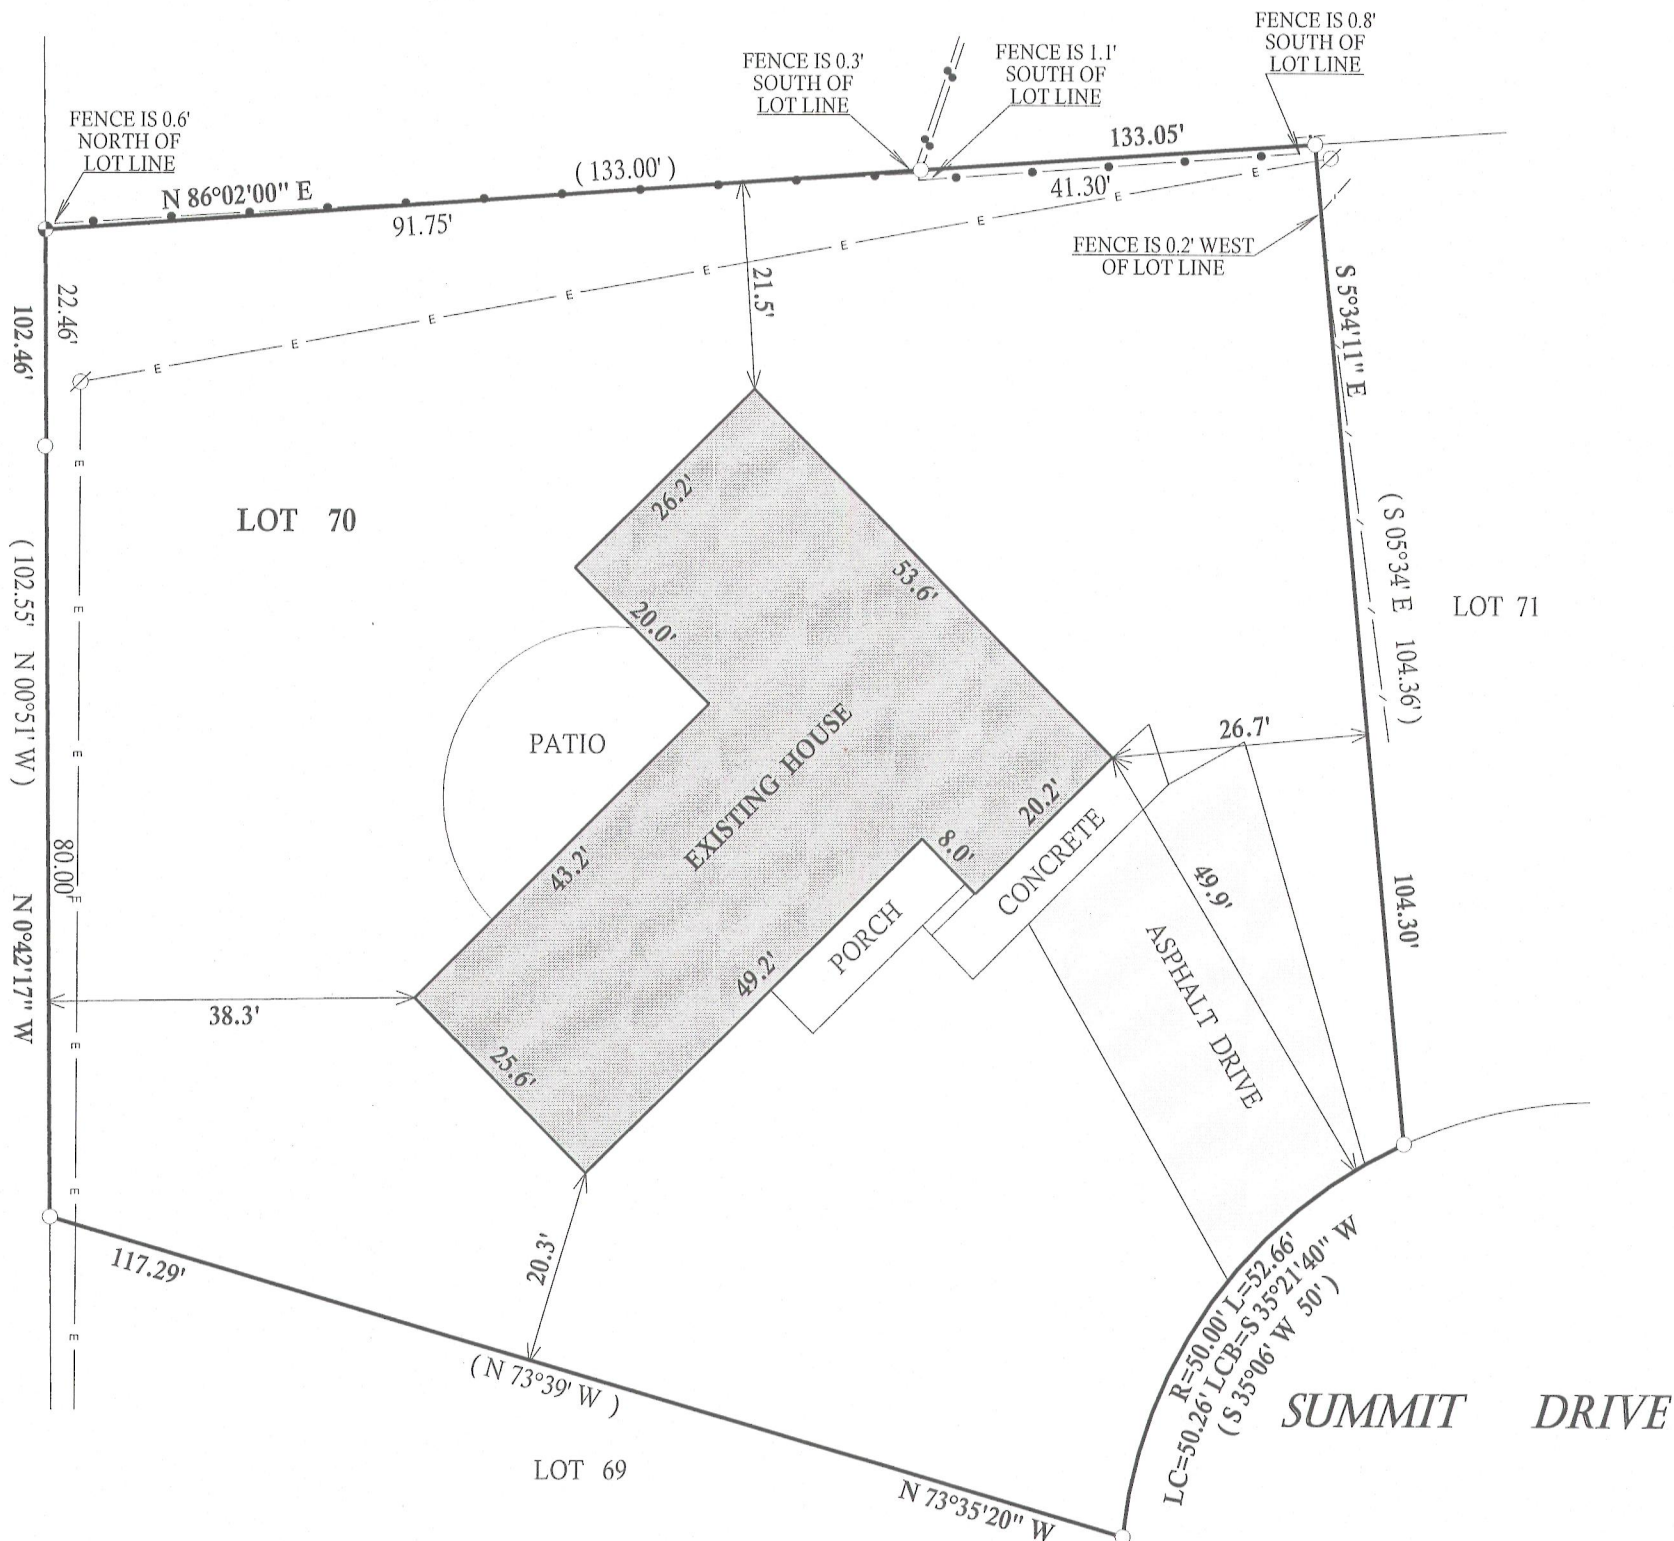 FENCE IS 0.8'
SOUTH OF
LOT LINE
FENCE IS 0.3'
SOUTH OF
LOT LINE
FENCE IS 1.1'
SOUTH OF
LOT LINE
FENCE IS 0.6'
NORTH OF
LOT LINE
133.05'
( 133.00' )
N 86°02'00" E
91.75'
41.30'
FENCE IS 0.2' WEST
OF LOT LINE
E E E E E E E E E
22.46'
102.46'
21.5'
S 5°34'11" E
LOT 70
26.2'
53.6'
20.0'
( S 05°34' E 104.36' )
LOT 71
( 102.55' N 00°51' W )
PATIO
EXISTING HOUSE
26.7'
20.2'
8.0'
CONCRETE
43.2'
80.00'
49.9'
PORCH
49.2'
104.30'
N 0°42'17" W
38.3'
ASPHALT DRIVE
25.6'
E E E E E E E
20.3'
117.29'
( N 73°39' W )
R=50.00' L=52.66'
LC=50.26' LCB=S 35°21'40" W
( S 35°06' W 50' )
SUMMIT DRIVE
LOT 69
N 73°35'20" W